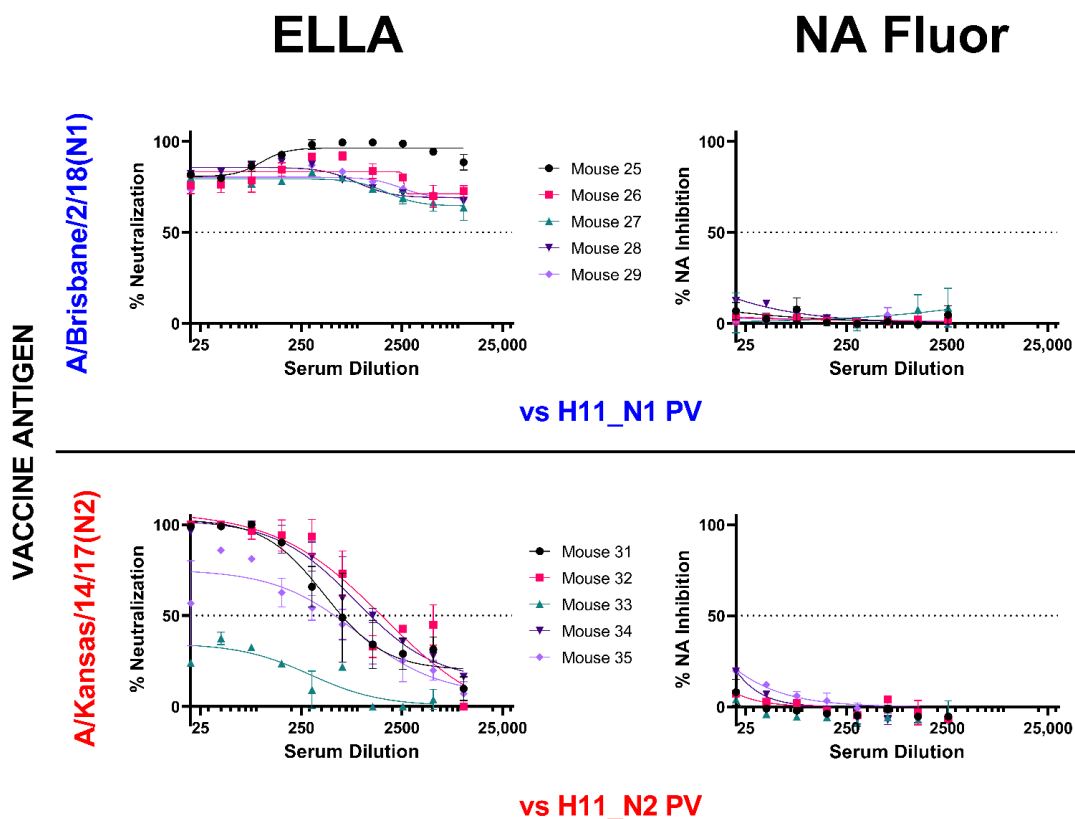 ELLA
NA Fluor
VACCINE ANTIGEN
A/Brisbane/2/18(N1)
% Neutralization
100
50
0
25
250
2500
25,000
Serum Dilution
Mouse 25
Mouse 26
Mouse 27
Mouse 28
Mouse 29
% NA Inhibition
100
50
0
25
250
2500
25,000
Serum Dilution
vs H11_N1 PV
A/Kansas/14/17(N2)
% Neutralization
100
50
0
25
250
2500
25,000
Serum Dilution
Mouse 31
Mouse 32
Mouse 33
Mouse 34
Mouse 35
% NA Inhibition
100
50
0
25
250
2500
25,000
Serum Dilution
vs H11_N2 PV